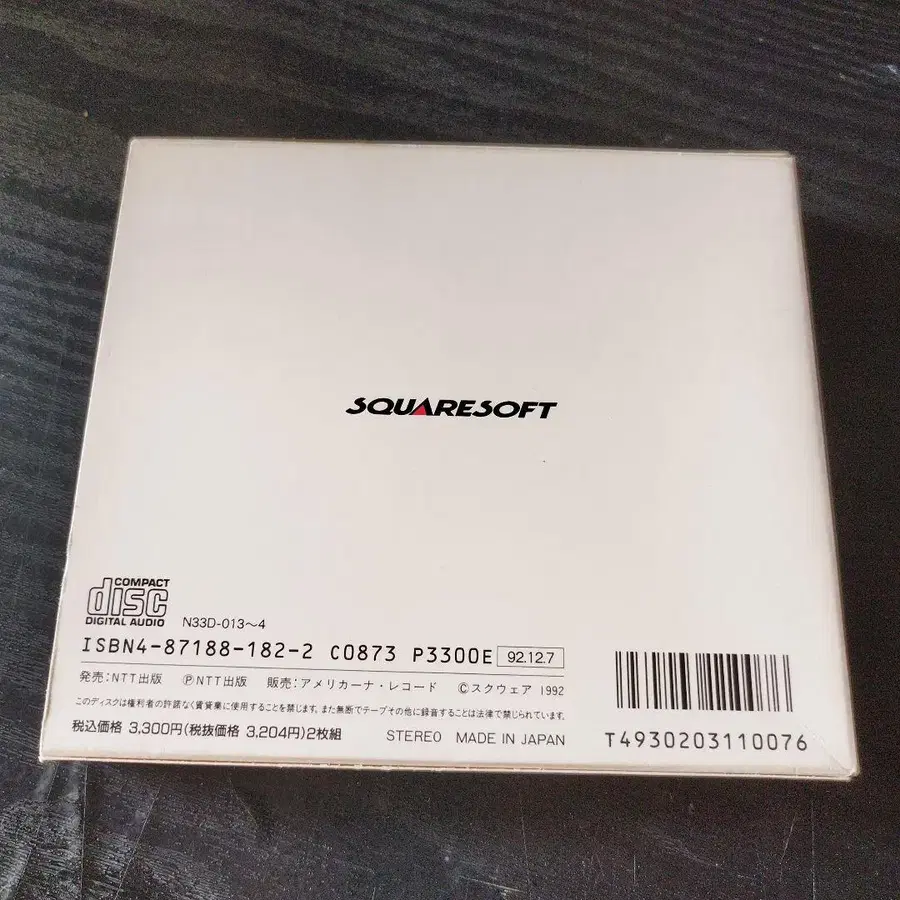 SQUARESOFT
COMPACT
disc
DIGITAL AUDIO
N33D-013〜4
ISBN4-87188-182-2 C0873 P3300E 92.12.7
発売:NTT出版 ℗NTT出版 販売:アメリカーナ・レコード ©スクウェア 1992
このディスクは権利者の許諾なく賃貸業に使用することを禁じます。また無断でテープその他に録音することは法律で禁じられています。
税込価格 3,300円(税抜価格 3,204円)2枚組 STEREO MADE IN JAPAN
T4930203110076